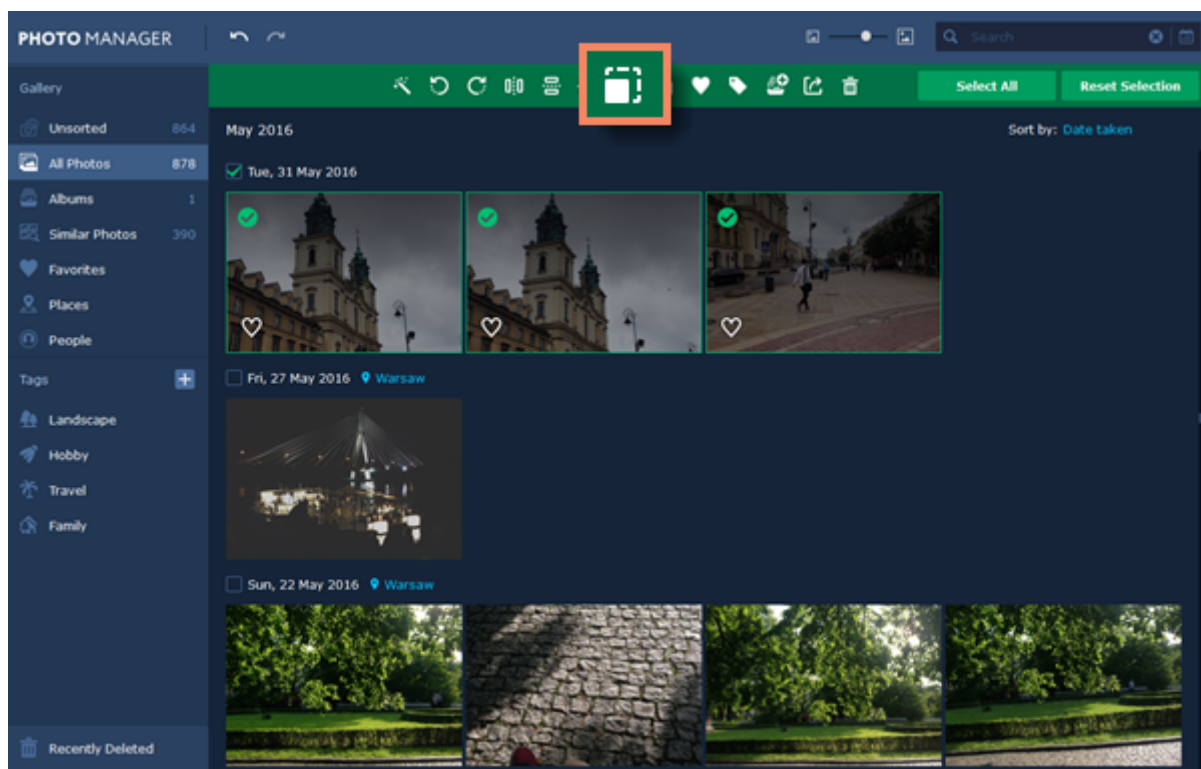 PHOTO MANAGER
Search
Gallery
Select All
Reset Selection
Unsorted 864
All Photos 878
Albums 1
Similar Photos 390
Favorites
Places
People
Tags
Landscape
Hobby
Travel
Family
Recently Deleted
May 2016
Sort by: Date taken
Tue, 31 May 2016
Fri, 27 May 2016 Warsaw
Sun, 22 May 2016 Warsaw